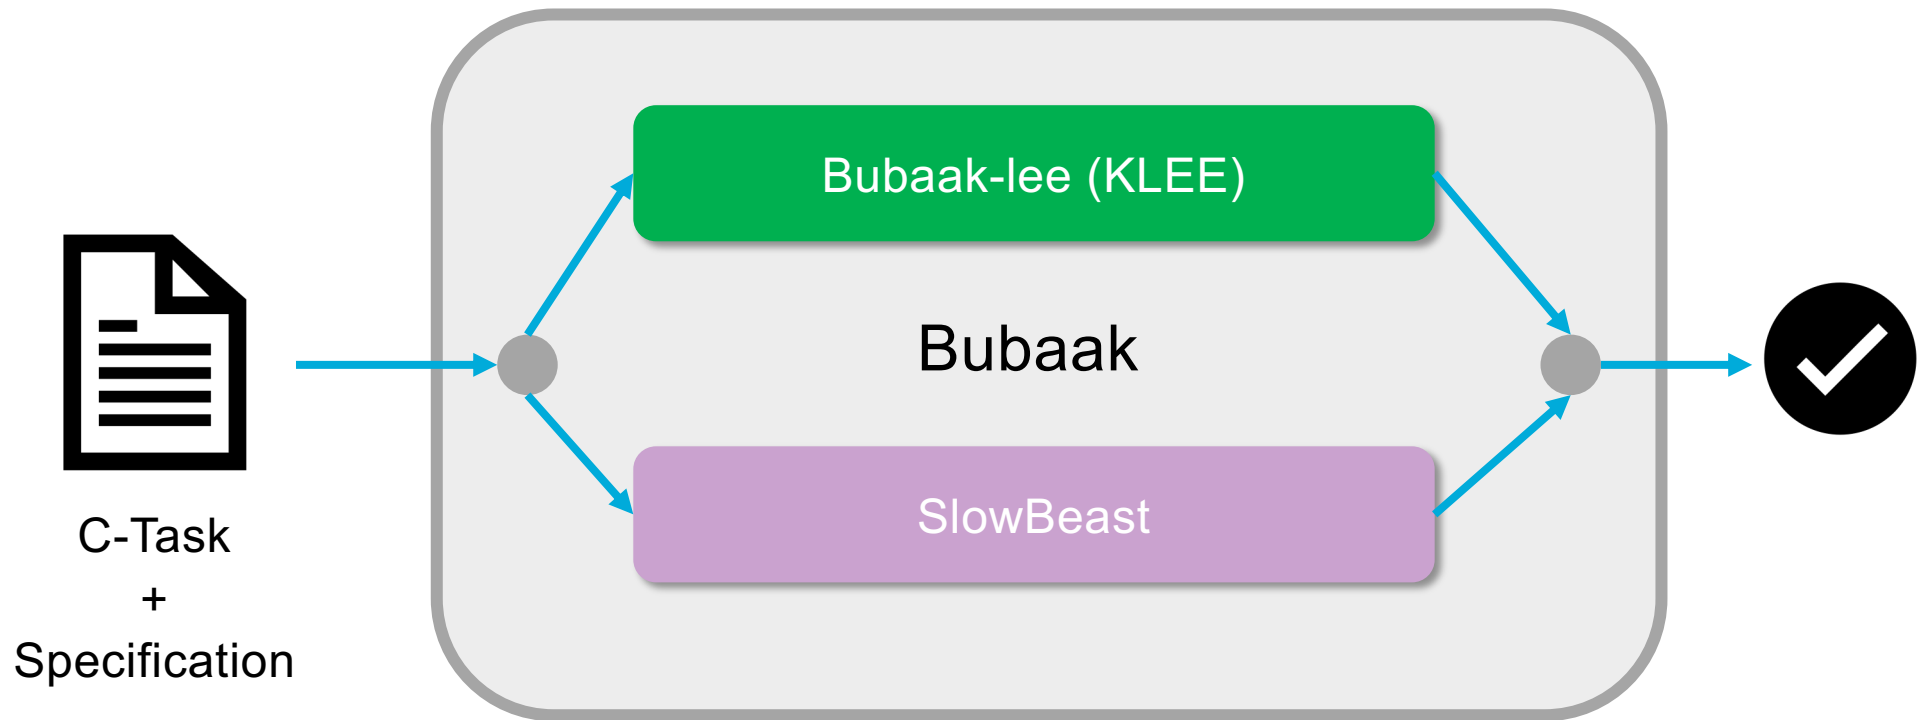 Bubaak-lee (KLEE)
Bubaak
SlowBeast
C-Task
+
Specification